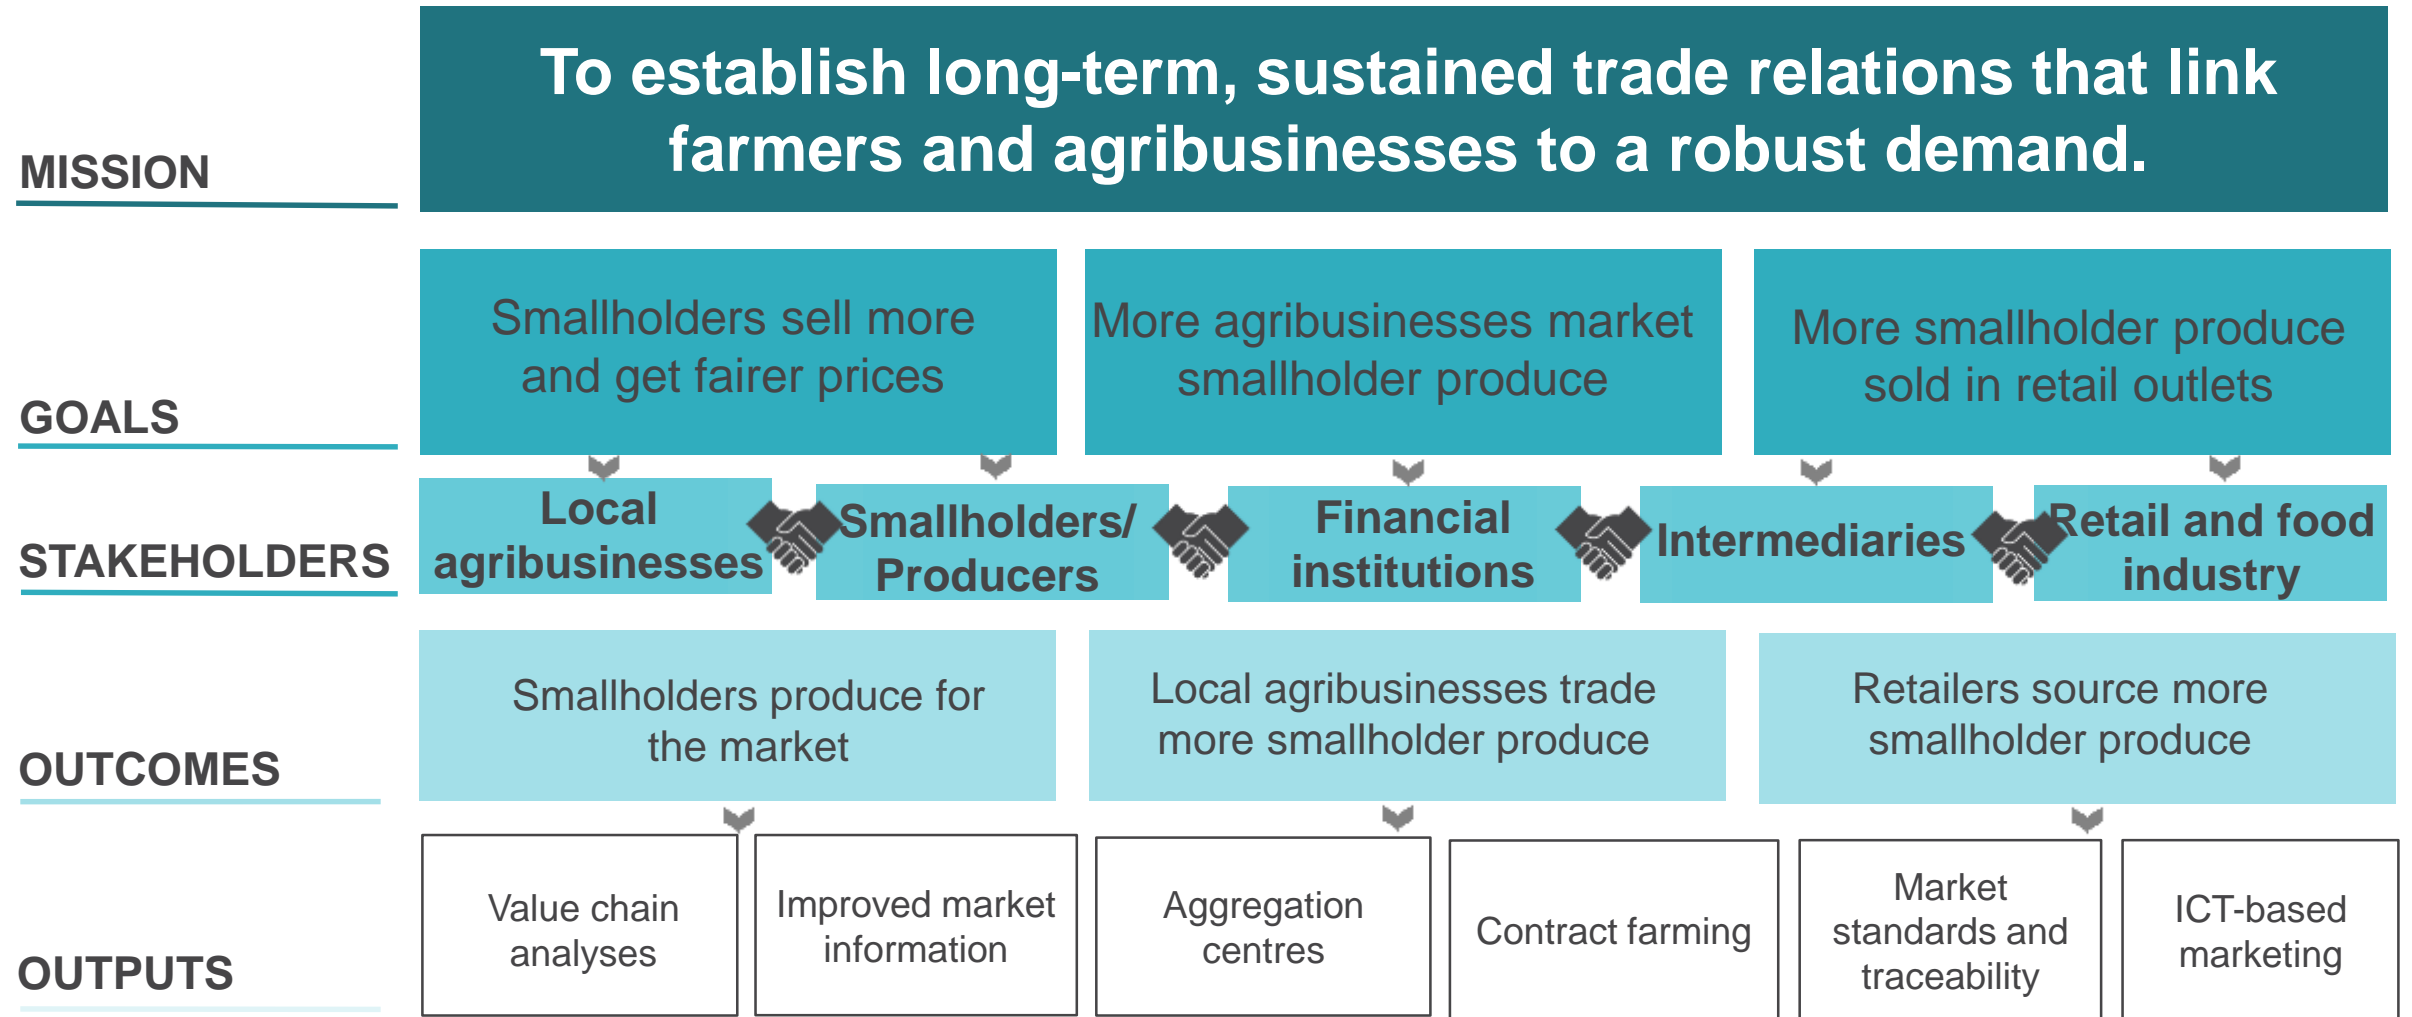 To establish long-term, sustained trade relations that link
farmers and agribusinesses to a robust demand.
MISSION
Smallholders sell more
and get fairer prices
More agribusinesses market
smallholder produce
More smallholder produce
sold in retail outlets
GOALS
Local
agribusinesses
Smallholders/
Producers
Financial
institutions
Intermediaries
Retail and food
industry
STAKEHOLDERS
Smallholders produce for
the market
Local agribusinesses trade
more smallholder produce
Retailers source more
smallholder produce
OUTCOMES
Value chain
analyses
Improved market
information
Aggregation
centres
Contract farming
Market
standards and
traceability
ICT-based
marketing
OUTPUTS